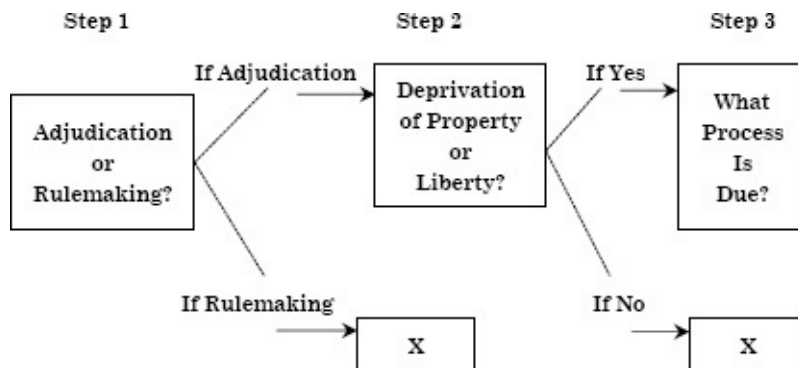 Step 1
Step 2
Step 3
If Adjudication
If Yes
Adjudication
or
Rulemaking?
Deprivation
of Property
or
Liberty?
What
Process
Is
Due?
If Rulemaking
If No
X
X